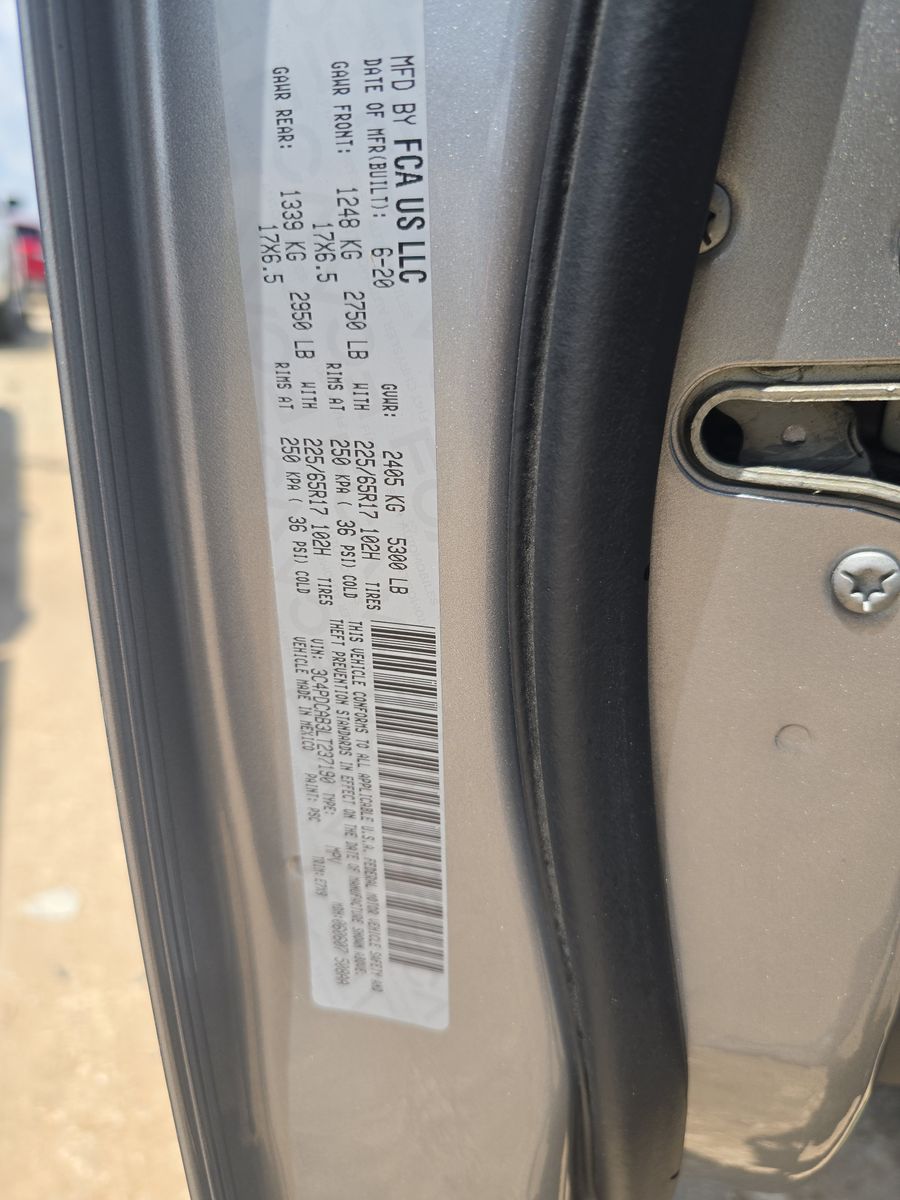 MFD BY FCA US LLC
DATE OF MFR(BUILT): 6-20 GVWR: 2405 KG 5300 LB
GAWR FRONT: 1248 KG 2750 LB WITH 225/65R17 102H TIRES
17X6.5 RIMS AT 250 KPA ( 36 PSI) COLD
GAWR REAR: 1339 KG 2950 LB WITH 225/65R17 102H TIRES
17X6.5 RIMS AT 250 KPA ( 36 PSI) COLD
THIS VEHICLE CONFORMS TO ALL APPLICABLE U.S.A. FEDERAL MOTOR VEHICLE SAFETY AND
THEFT PREVENTION STANDARDS IN EFFECT ON THE DATE OF MANUFACTURE SHOWN ABOVE.
VIN: 3C4PDCAB3LT237190 TYPE: MPV
VEHICLE MADE IN MEXICO PAINT: PSC